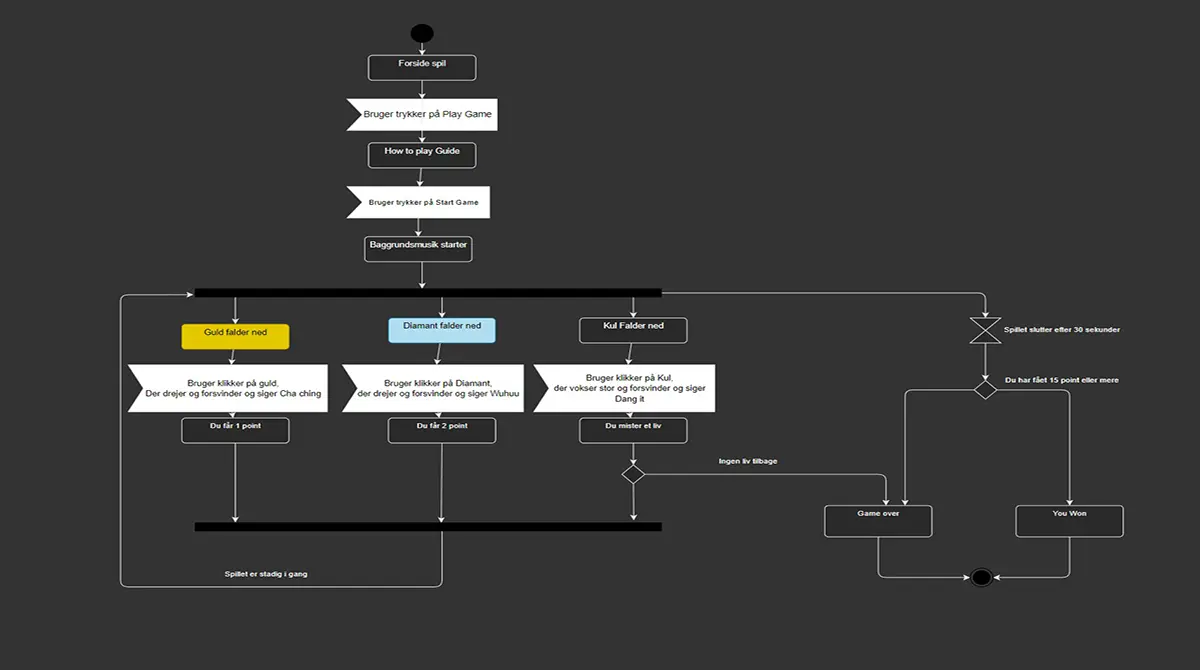 Forside spil
Bruger trykker på Play Game
How to play Guide
Bruger trykker på Start Game
Baggrundsmusik starter
Guld falder ned
Diamant falder ned
Kul Falder ned
Spillet slutter efter 30 sekunder
Bruger klikker på guld,
Der drejer og forsvinder og siger Cha ching
Bruger klikker på Diamant,
der drejer og forsvinder og siger Wuhuu
Bruger klikker på Kul,
der vokser stor og forsvinder og siger
Dang it
Du har fået 15 point eller mere
Du får 1 point
Du får 2 point
Du mister et liv
Ingen liv tilbage
Game over
You Won
Spillet er stadig i gang